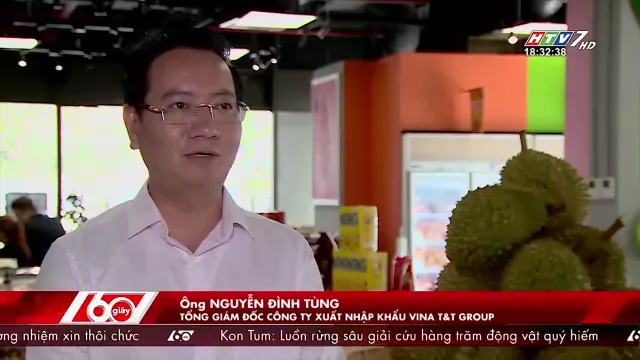 HTV7 HD
18:32:38
Ông NGUYỄN ĐÌNH TÙNG
60 giây
TỔNG GIÁM ĐỐC CÔNG TY XUẤT NHẬP KHẨU VINA T&T GROUP
ơng nhiệm xin thôi chức 60 Kon Tum: Luồn rừng sâu giải cứu hàng trăm động vật quý hiếm